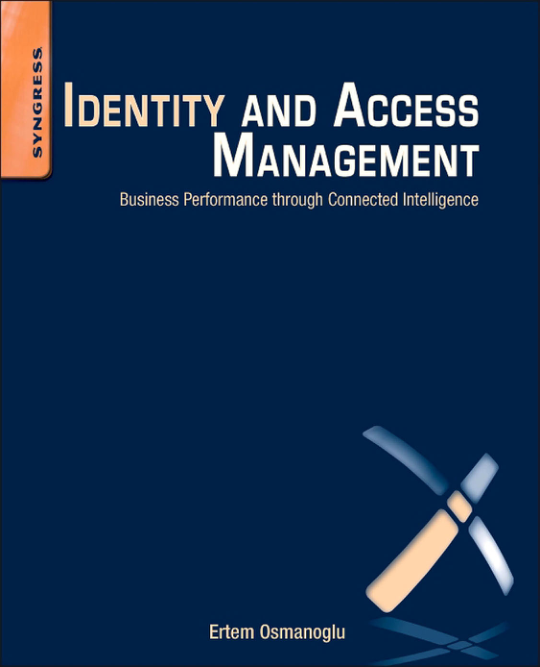 SYNGRESS
IDENTITY AND ACCESS
MANAGEMENT
Business Performance through Connected Intelligence
Ertem Osmanoglu